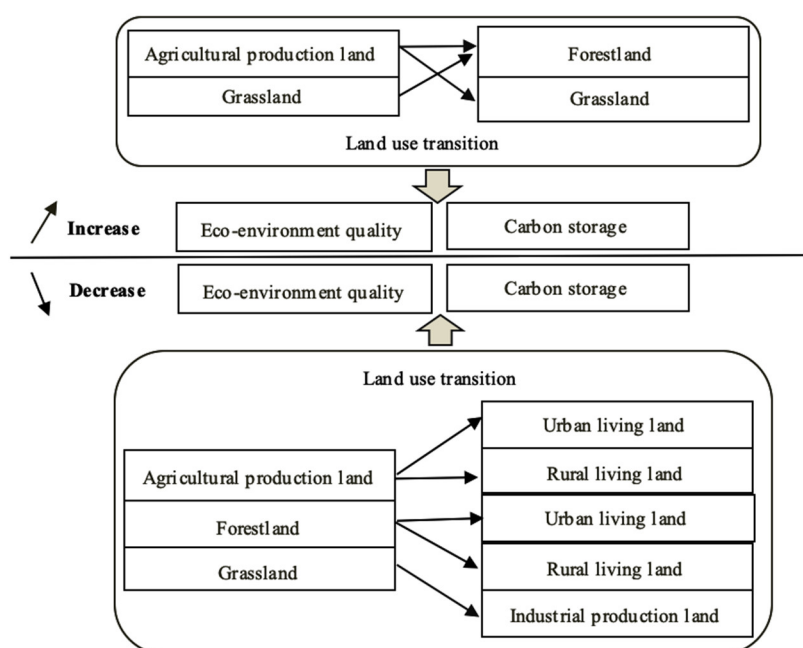 Agricultural production land
Forestland
Grassland
Grassland
Land use transition
Increase
Eco-environment quality
Carbon storage
Decrease
Eco-environment quality
Carbon storage
Land use transition
Urban living land
Agricultural production land
Rural living land
Forestland
Urban living land
Grassland
Rural living land
Industrial production land